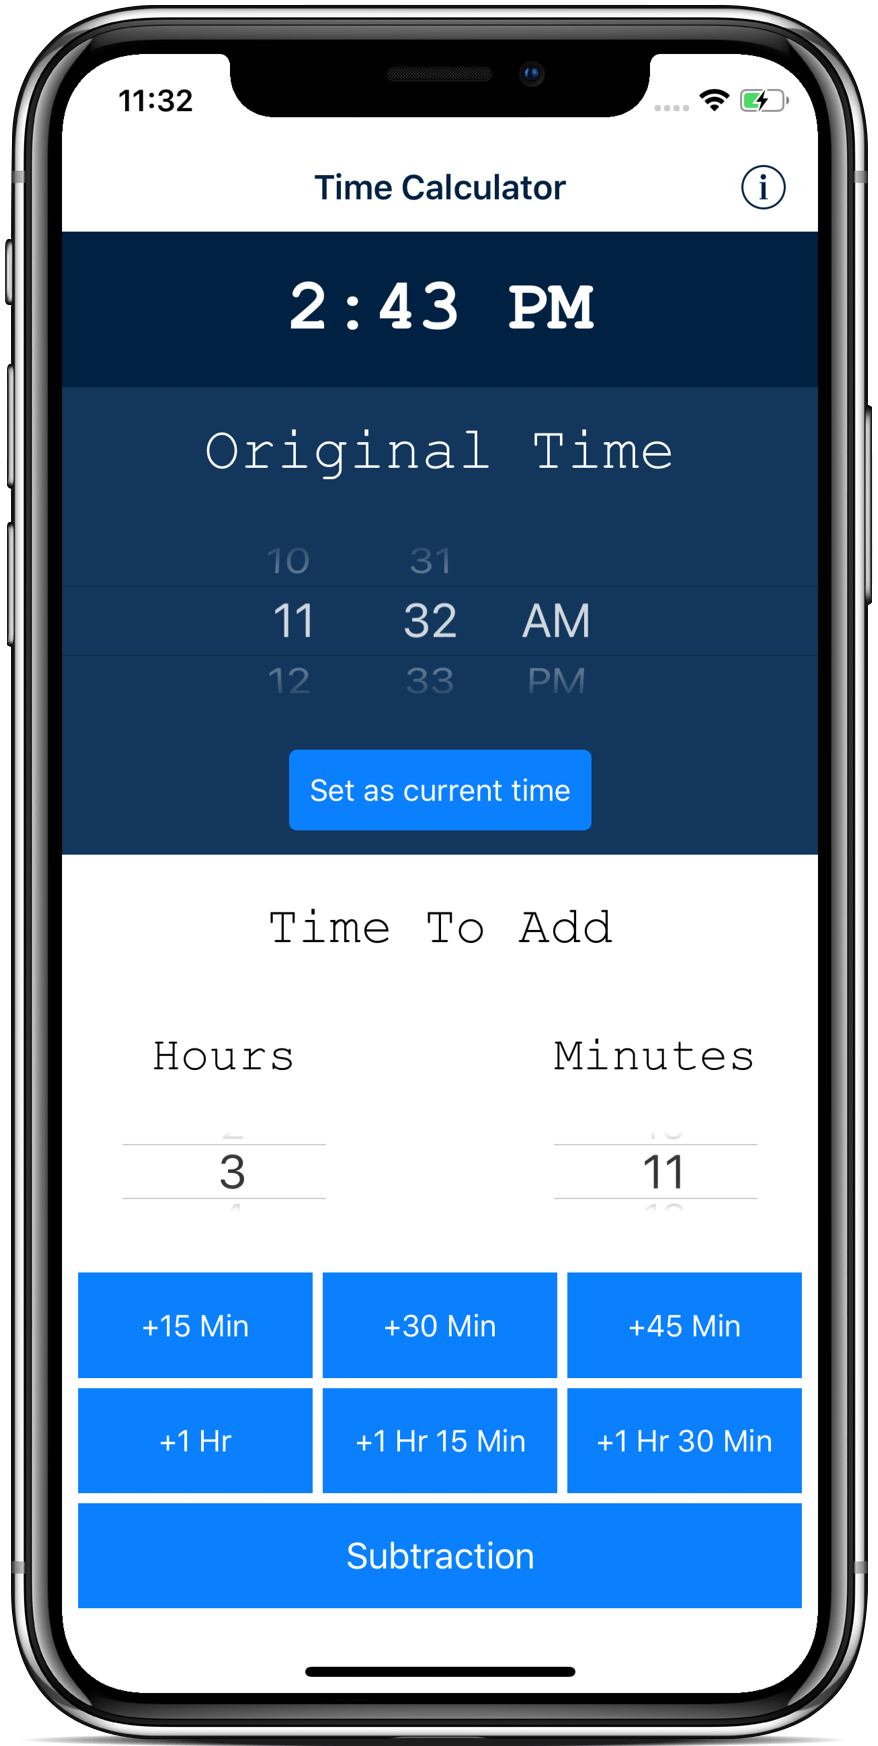 11:32
Time Calculator
i
2:43 PM
Original Time
10 31
11 32 AM
12 33 PM
Set as current time
Time To Add
Hours Minutes
3 11
+15 Min +30 Min +45 Min
+1 Hr +1 Hr 15 Min +1 Hr 30 Min
Subtraction